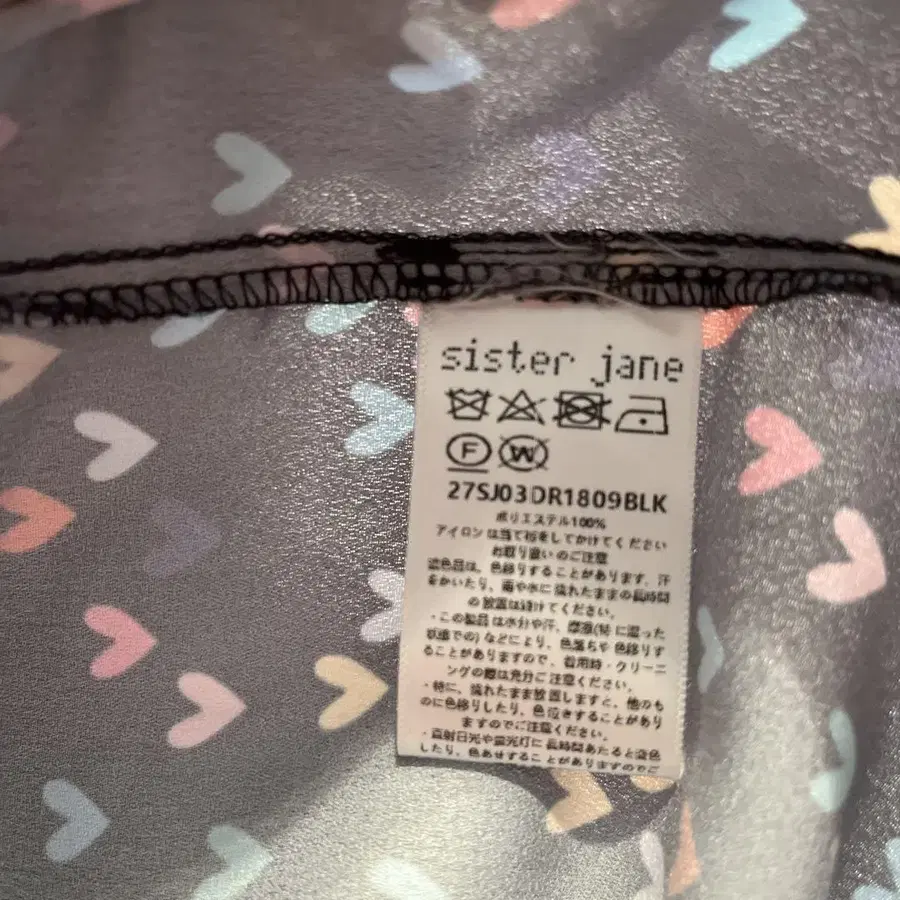 sister jane
F W
27SJ03DR1809BLK
ポリエステル100%
アイロンは当て布をしてかけてください
お取り扱いのご注意
濃色品は、色移りすることがあります。汗
をかいたり、雨や水に濡れたままの長時間
の放置は避けてください。
・この製品は水分や汗、摩擦(特に湿った
状態での)などにより、色落ちや色移りす
ることがありますので、着用時・クリーニ
ングの際は充分ご注意ください。
・特に、濡れたまま放置しますと、他のも
のに色移りしたり、色泣きすることがあり
ますのでご注意ください。
・直射日光や蛍光灯に長時間あたると変色
したり、色あせすることがありますのでご